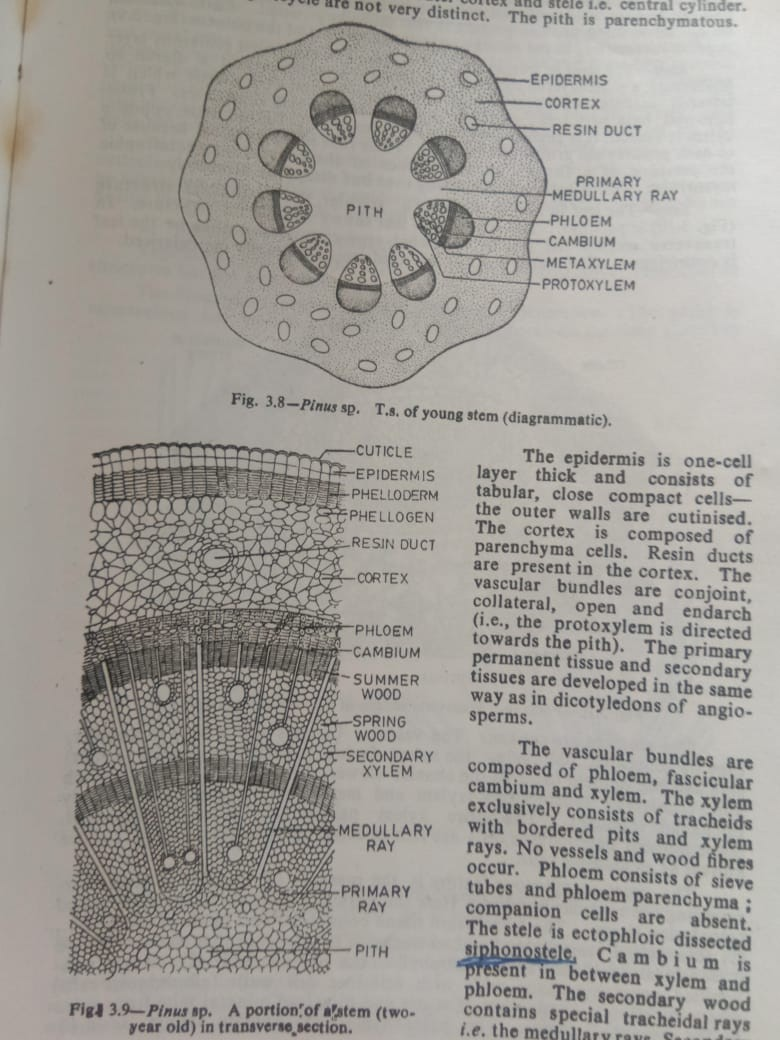 are not very distinct. The pith is parenchymatous.
cortex and stele i.e. central cylinder.
EPIDERMIS
CORTEX
RESIN DUCT
PRIMARY
MEDULLARY RAY
PITH
PHLOEM
CAMBIUM
METAXYLEM
PROTOXYLEM
Fig. 3.8—Pinus sp. T.s. of young stem (diagrammatic).
CUTICLE
EPIDERMIS
PHELLODERM
PHELLOGEN
RESIN DUCT
CORTEX
PHLOEM
CAMBIUM
SUMMER
WOOD
SPRING
WOOD
SECONDARY
XYLEM
MEDULLARY
RAY
PRIMARY
RAY
PITH
Fig. 3.9—Pinus sp. A portion of a stem (two-
year old) in transverse section.
The epidermis is one-cell
layer thick and consists of
tabular, close compact cells—
the outer walls are cutinised.
The cortex is composed of
parenchyma cells. Resin ducts
are present in the cortex. The
vascular bundles are conjoint,
collateral, open and endarch
(i.e., the protoxylem is directed
towards the pith). The primary
permanent tissue and secondary
tissues are developed in the same
way as in dicotyledons of angio-
sperms.
The vascular bundles are
composed of phloem, fascicular
cambium and xylem. The xylem
exclusively consists of tracheids
with bordered pits and xylem
rays. No vessels and wood fibres
occur. Phloem consists of sieve
tubes and phloem parenchyma ;
companion cells are absent.
The stele is ectophloic dissected
siphonostele. Cambium is
present in between xylem and
phloem. The secondary wood
contains special tracheidal rays
i.e. the medullary rays. Secondary